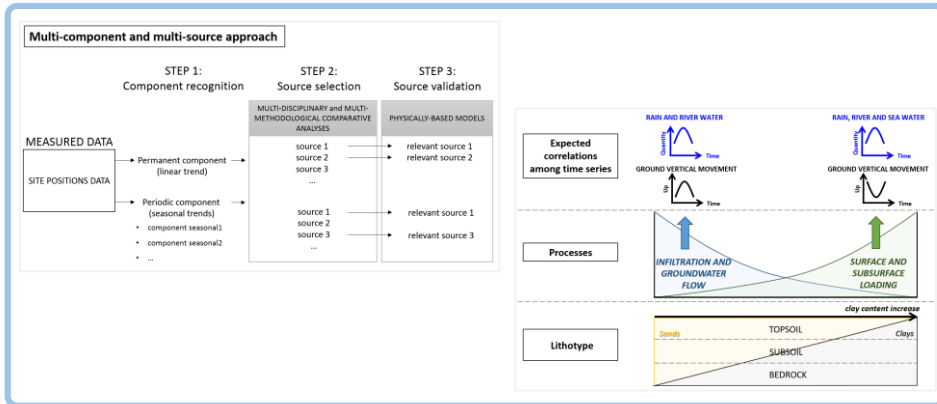 Multi-component and multi-source approach
STEP 1:
Component recognition
STEP 2:
Source selection
STEP 3:
Source validation
MULTI-DISCIPLINARY and MULTI-
METHODOLOGICAL COMPARATIVE
ANALYSES
PHYSICALLY-BASED MODELS
MEASURED DATA
SITE POSITIONS DATA
Permanent component
(linear trend)
source 1
source 2
source 3
...
relevant source 1
relevant source 2
Periodic component
(seasonal trends)
• component seasonal1
• component seasonal2
• ...
source 1
source 2
source 3
...
relevant source 1
relevant source 3
Expected
correlations
among time series
RAIN AND RIVER WATER
Quantity
Time
GROUND VERTICAL MOVEMENT
Up
Time
RAIN, RIVER AND SEA WATER
Quantity
Time
GROUND VERTICAL MOVEMENT
Up
Time
Processes
INFILTRATION AND
GROUNDWATER
FLOW
SURFACE AND
SUBSURFACE
LOADING
Lithotype
clay content increase
Sands
TOPSOIL
Clays
SUBSOIL
BEDROCK